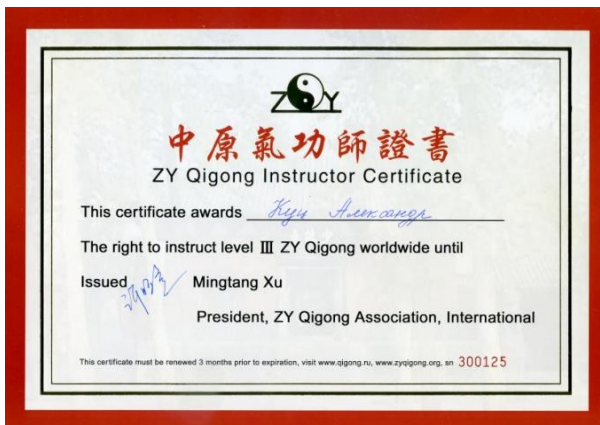 ZY
中原氣功師證書
ZY Qigong Instructor Certificate
This certificate awards Куц Александр
The right to instruct level III ZY Qigong worldwide until
Issued Mingtang Xu
President, ZY Qigong Association, International
This certificate must be renewed 3 months prior to expiration, visit www.qigong.ru, www.zyqigong.org, sn 300125